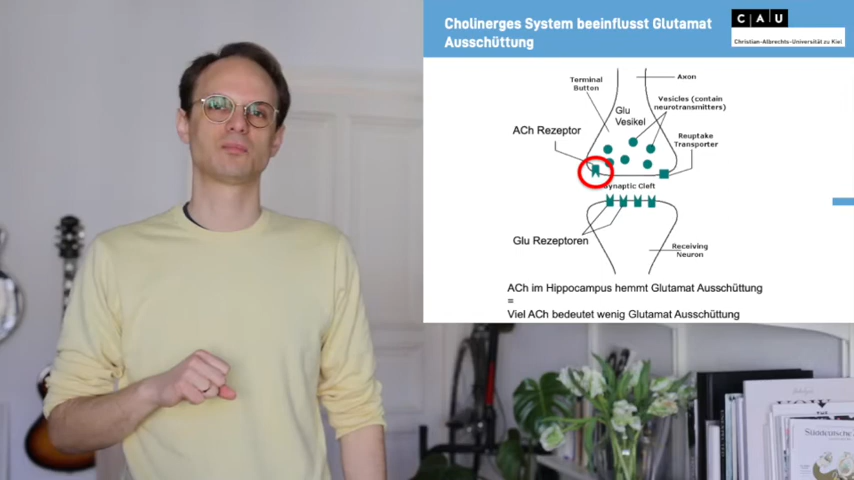 Cholinerges System beeinflusst Glutamat
Ausschüttung
CAU
Christian-Albrechts-Universität zu Kiel
Terminal
Button
Axon
Glu
Vesikel
Vesicles (contain
neurotransmitters)
ACh Rezeptor
Reuptake
Transporter
Synaptic Cleft
Glu Rezeptoren
Receiving
Neuron
ACh im Hippocampus hemmt Glutamat Ausschüttung
=
Viel ACh bedeutet wenig Glutamat Ausschüttung
Süddeutsche